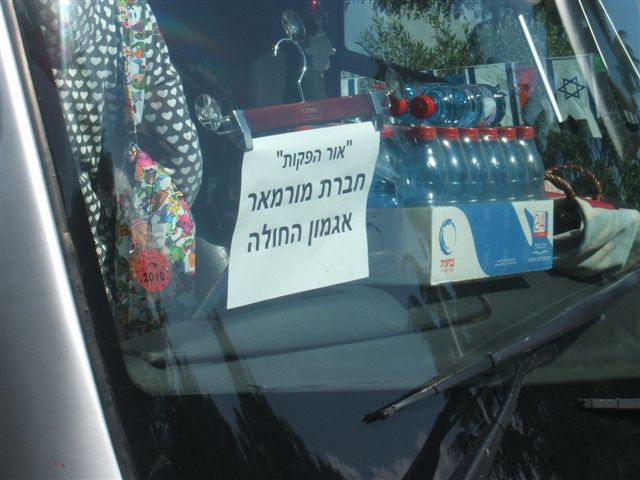 "אור הפקות"
חברת מורמאר
אגמון החולה
2010
24
נביעות